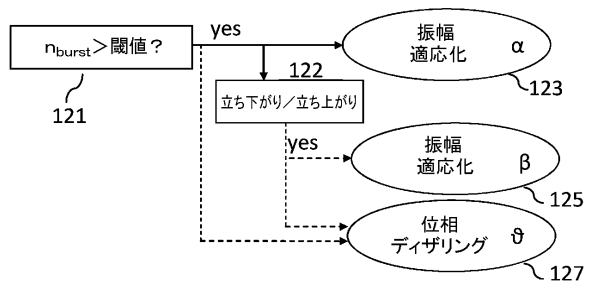 n_burst＞閾値？
121
yes
振幅
適応化 α
123
122
立ち下がり／立ち上がり
yes
振幅
適応化 β
125
位相
ディザリング ϑ
127